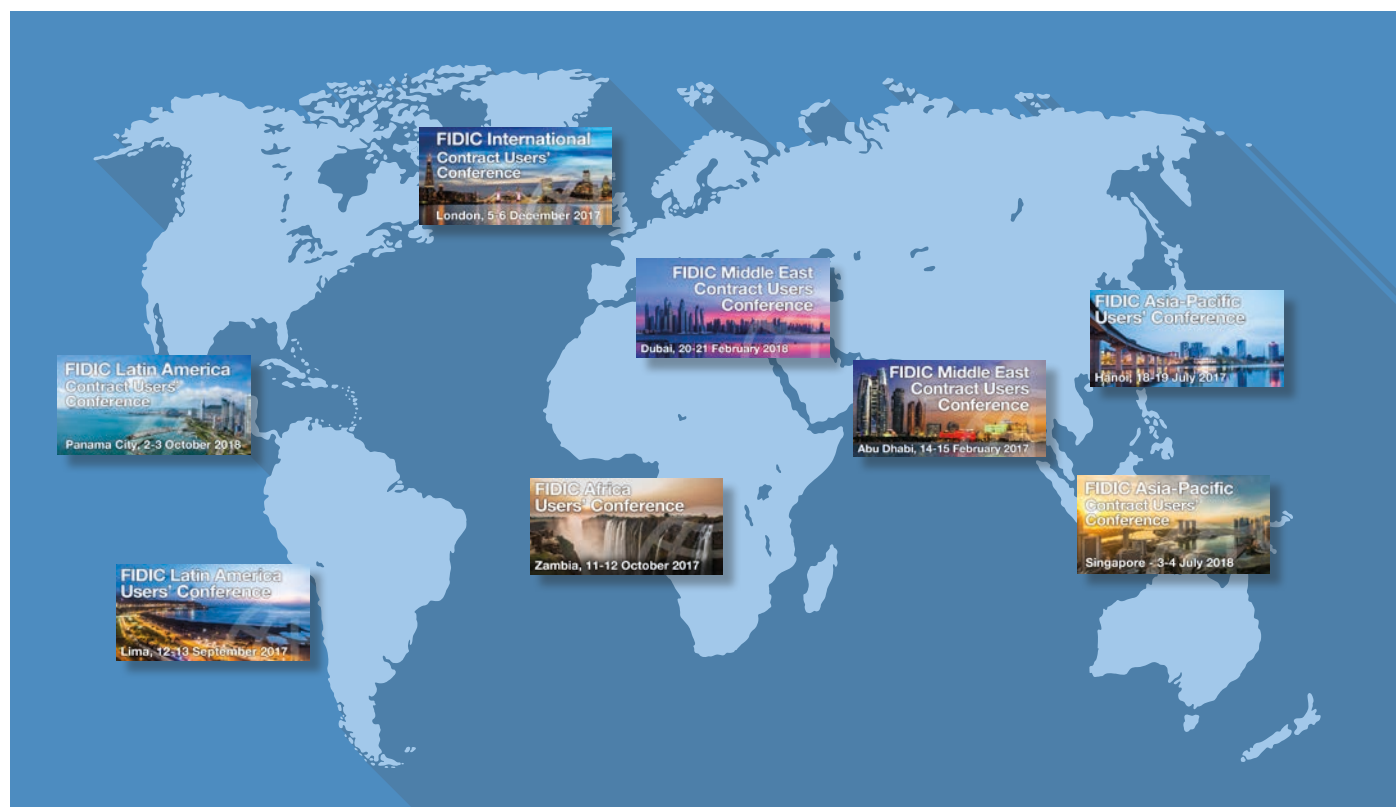 FIDIC International
Contract Users'
Conference
London, 5-6 December 2017
FIDIC Middle East
Contract Users
Conference
Dubai, 20-21 February 2018
FIDIC Asia-Pacific
Users' Conference
Hanoi, 18-19 July 2017
FIDIC Latin America
Contract Users'
Conference
Panama City, 2-3 October 2018
FIDIC Middle East
Contract Users
Conference
Abu Dhabi, 14-15 February 2017
FIDIC Africa
Users' Conference
Zambia, 11-12 October 2017
FIDIC Asia-Pacific
Contract Users'
Conference
Singapore - 3-4 July 2018
FIDIC Latin America
Users' Conference
Lima, 12-13 September 2017